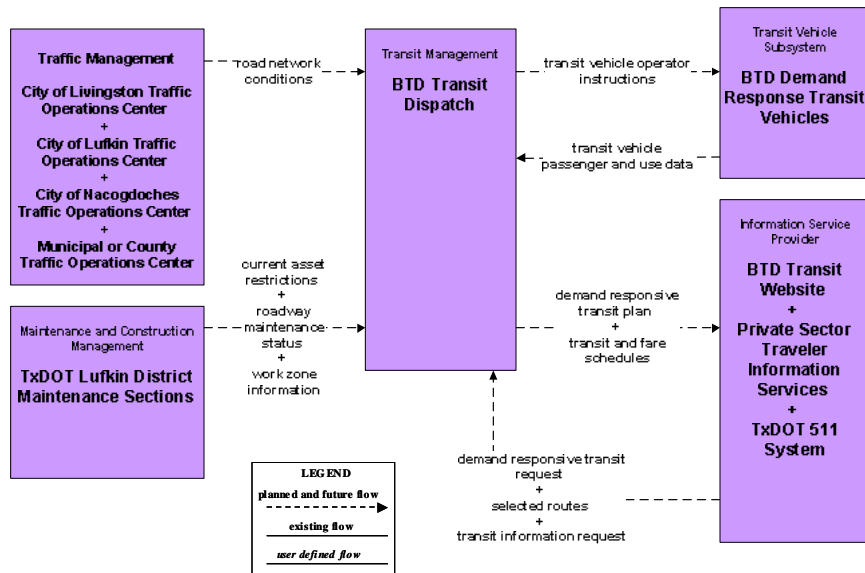 Traffic Management
City of Livingston Traffic
Operations Center
+
City of Lufkin Traffic
Operations Center
+
City of Nacogdoches
Traffic Operations Center
+
Municipal or County
Traffic Operations Center
road network
conditions
Transit Management
BTD Transit
Dispatch
transit vehicle operator
instructions
transit vehicle
passenger and use data
Transit Vehicle
Subsystem
BTD Demand
Response Transit
Vehicles
Maintenance and Construction
Management
TxDOT Lufkin District
Maintenance Sections
current asset
restrictions
+
roadway
maintenance
status
+
work zone
information
demand responsive
transit plan
+
transit and fare
schedules
Information Service
Provider
BTD Transit
Website
+
Private Sector
Traveler
Information
Services
+
TxDOT 511
System
demand responsive transit
request
+
selected routes
+
transit information request
LEGEND
planned and future flow
existing flow
user defined flow